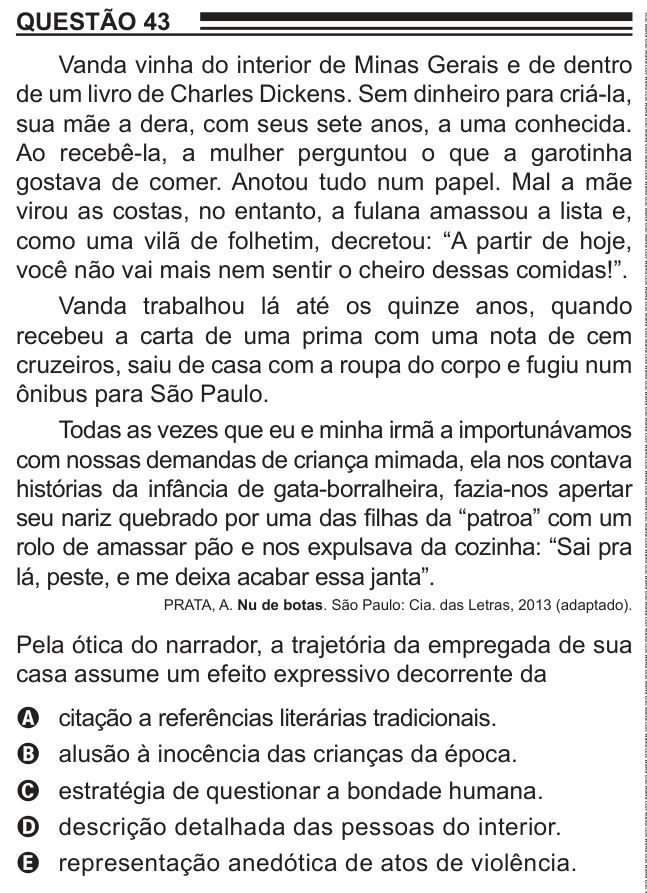 QUESTÃO 43
Vanda vinha do interior de Minas Gerais e de dentro
de um livro de Charles Dickens. Sem dinheiro para criá-la,
sua mãe a dera, com seus sete anos, a uma conhecida.
Ao recebê-la, a mulher perguntou o que a garotinha
gostava de comer. Anotou tudo num papel. Mal a mãe
virou as costas, no entanto, a fulana amassou a lista e,
como uma vilã de folhetim, decretou: “A partir de hoje,
você não vai mais nem sentir o cheiro dessas comidas!”.
Vanda trabalhou lá até os quinze anos, quando
recebeu a carta de uma prima com uma nota de cem
cruzeiros, saiu de casa com a roupa do corpo e fugiu num
ônibus para São Paulo.
Todas as vezes que eu e minha irmã a importunávamos
com nossas demandas de criança mimada, ela nos contava
histórias da infância de gata-borralheira, fazia-nos apertar
seu nariz quebrado por uma das filhas da “patroa” com um
rolo de amassar pão e nos expulsava da cozinha: “Sai pra
lá, peste, e me deixa acabar essa janta”.
PRATA, A. Nu de botas. São Paulo: Cia. das Letras, 2013 (adaptado).
Pela ótica do narrador, a trajetória da empregada de sua
casa assume um efeito expressivo decorrente da
A citação a referências literárias tradicionais.
B alusão à inocência das crianças da época.
C estratégia de questionar a bondade humana.
D descrição detalhada das pessoas do interior.
E representação anedótica de atos de violência.